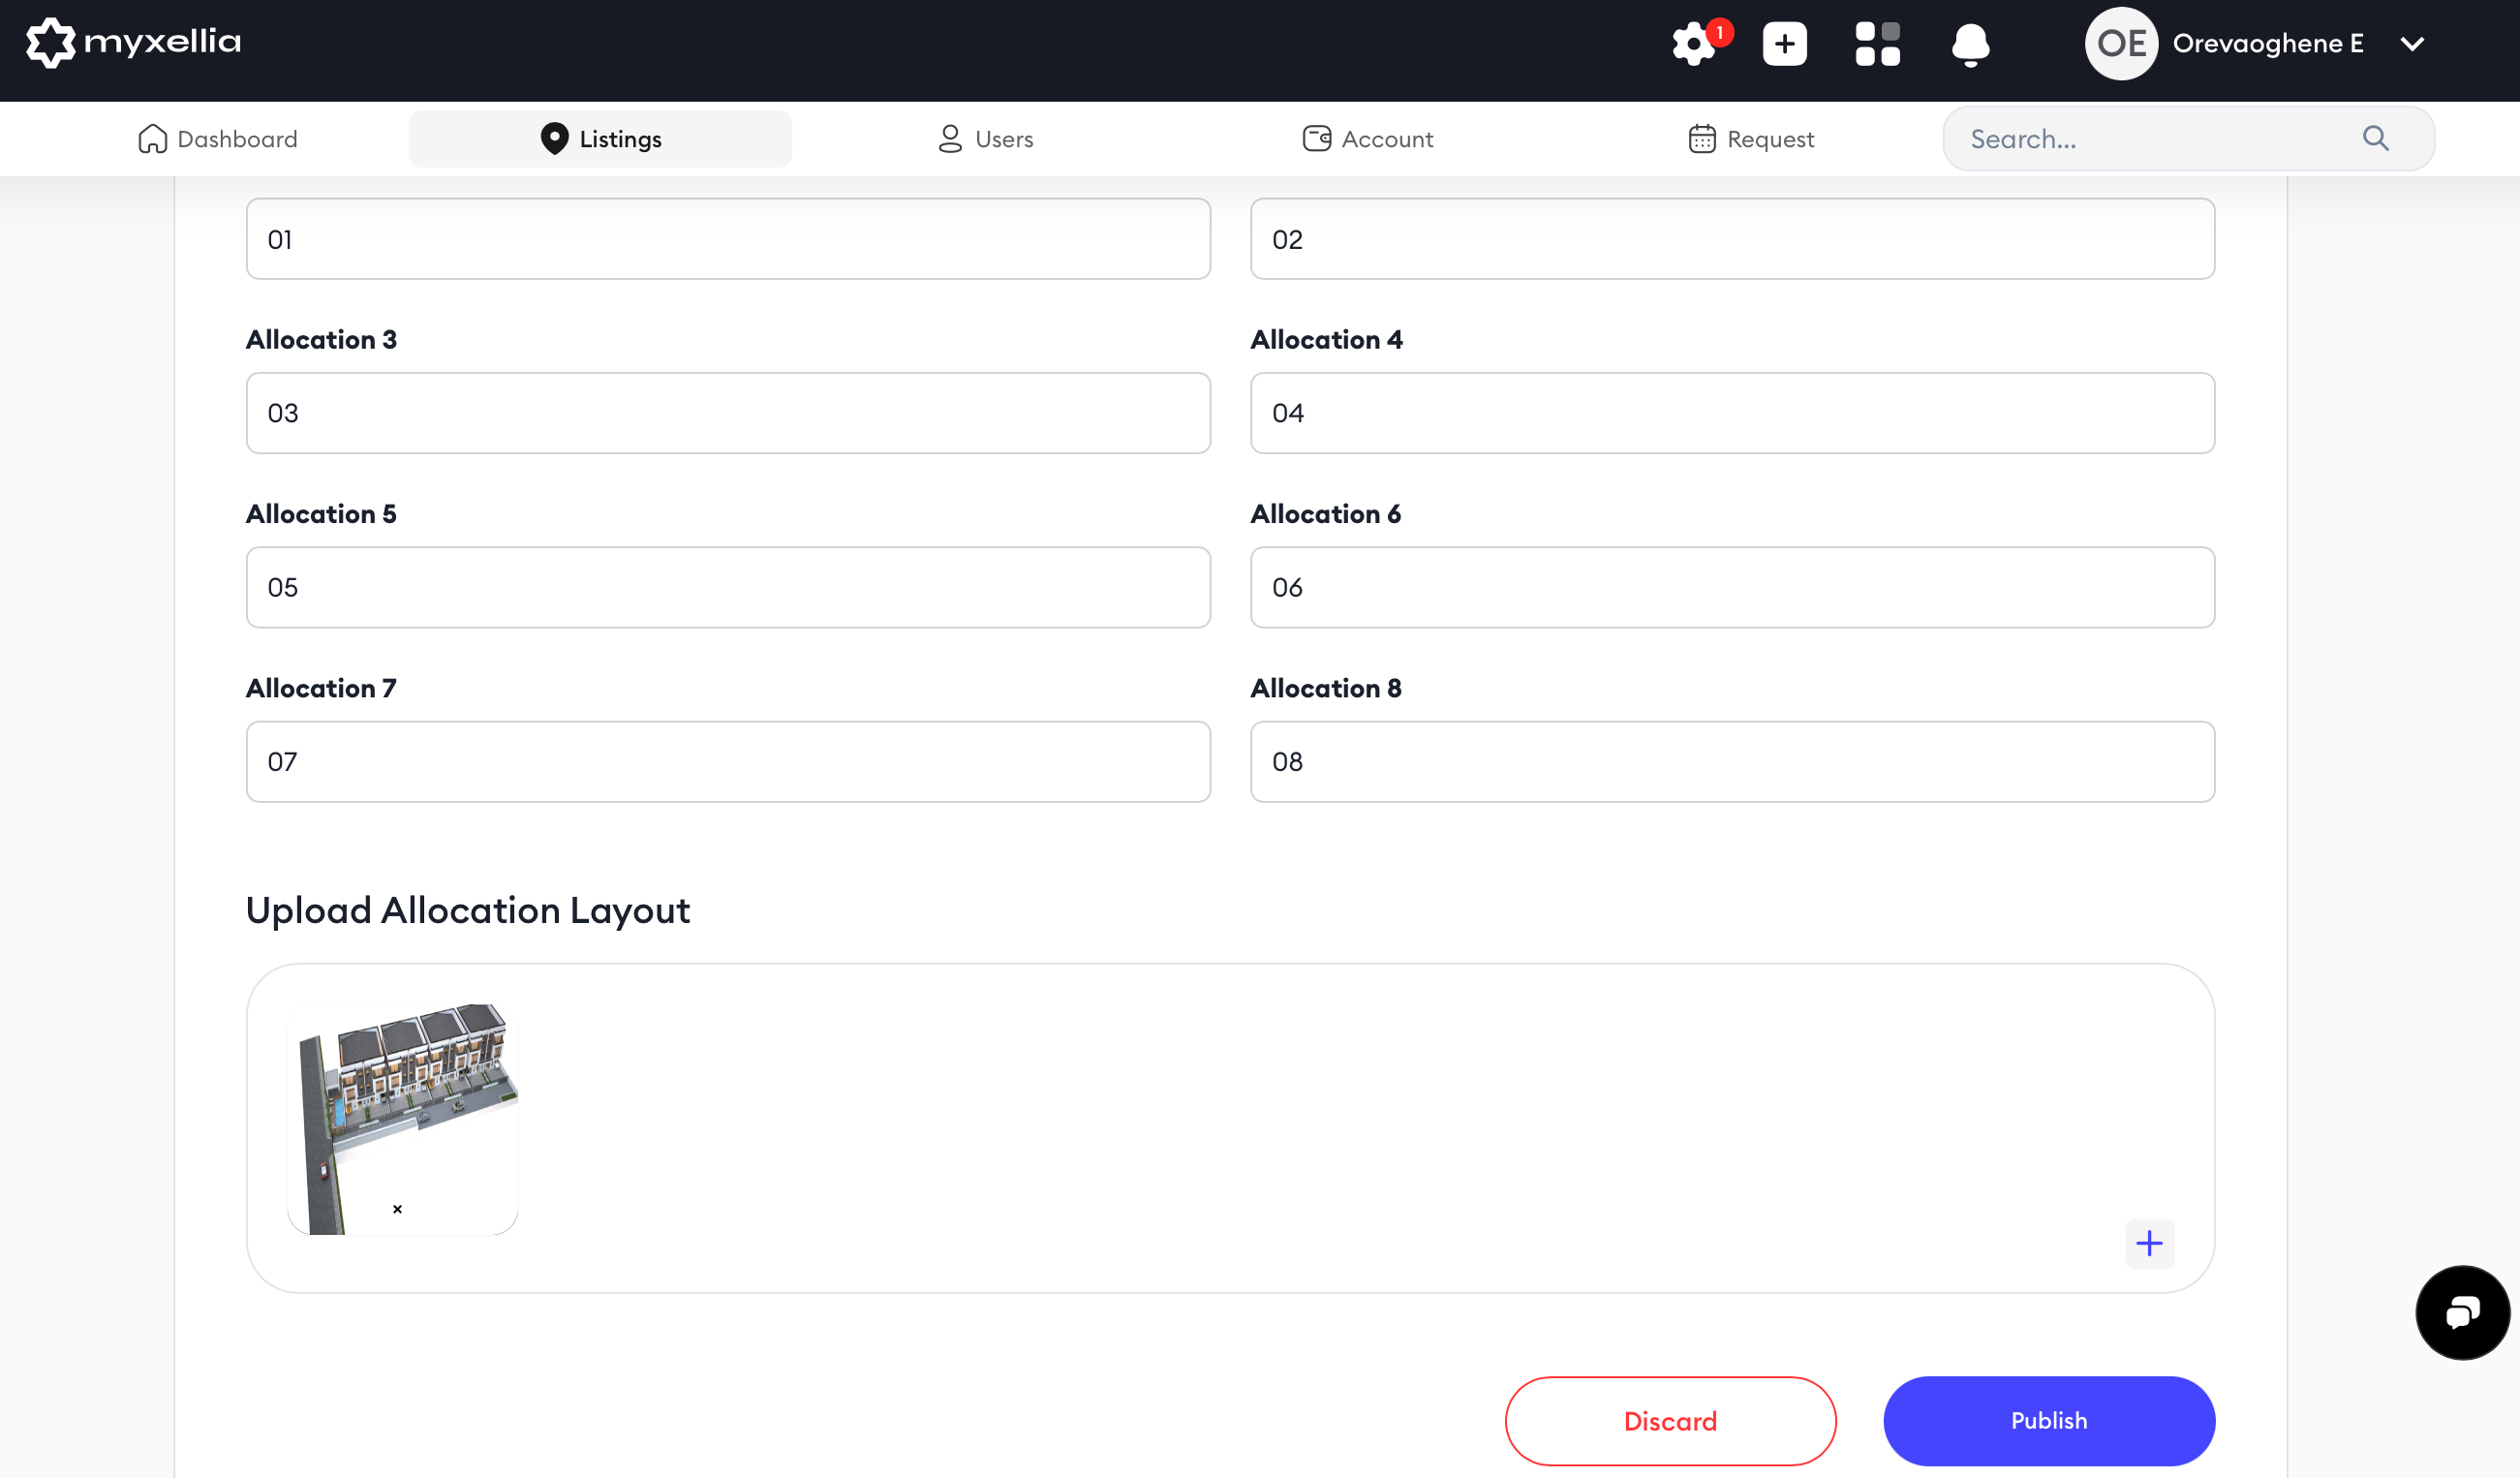 myxellia
1
OE
Orevaoghene E
Dashboard
Listings
Users
Account
Request
Search...
01
02
Allocation 3
Allocation 4
03
04
Allocation 5
Allocation 6
05
06
Allocation 7
Allocation 8
07
08
Upload Allocation Layout
Discard
Publish